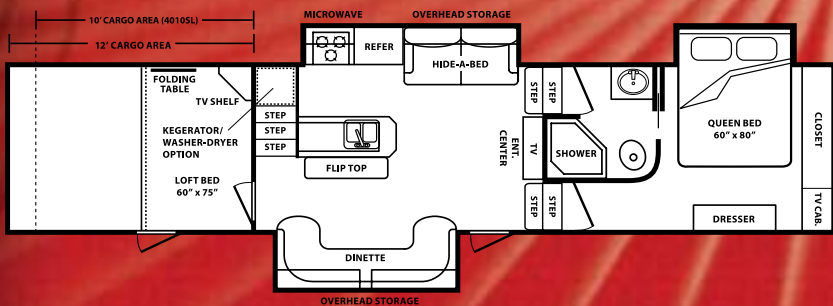 10' CARGO AREA (4010SL)
12' CARGO AREA
MICROWAVE
OVERHEAD STORAGE
REFER
HIDE-A-BED
FOLDING
TABLE
TV SHELF
KEGERATOR/
WASHER-DRYER
OPTION
STEP
STEP
STEP
LOFT BED
60" x 75"
FLIP TOP
ENT.
CENTER
TV
STEP
STEP
STEP
STEP
SHOWER
QUEEN BED
60" x 80"
CLOSET
TV CAB.
DRESSER
DINETTE
OVERHEAD STORAGE